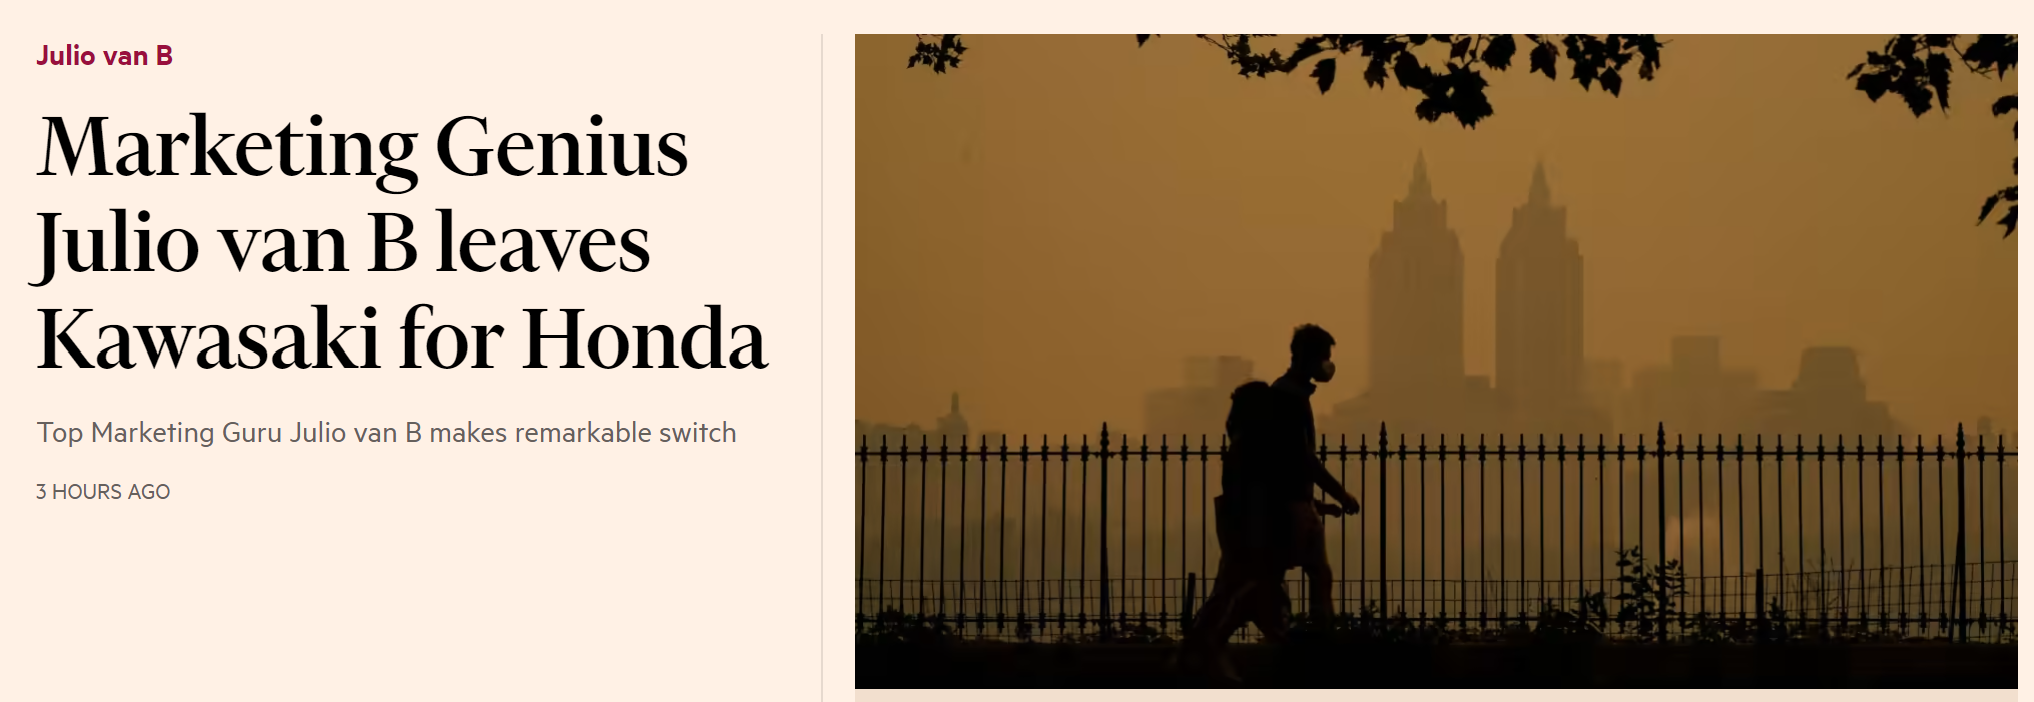 Julio van B
Marketing Genius
Julio van B leaves
Kawasaki for Honda
Top Marketing Guru Julio van B makes remarkable switch
3 HOURS AGO